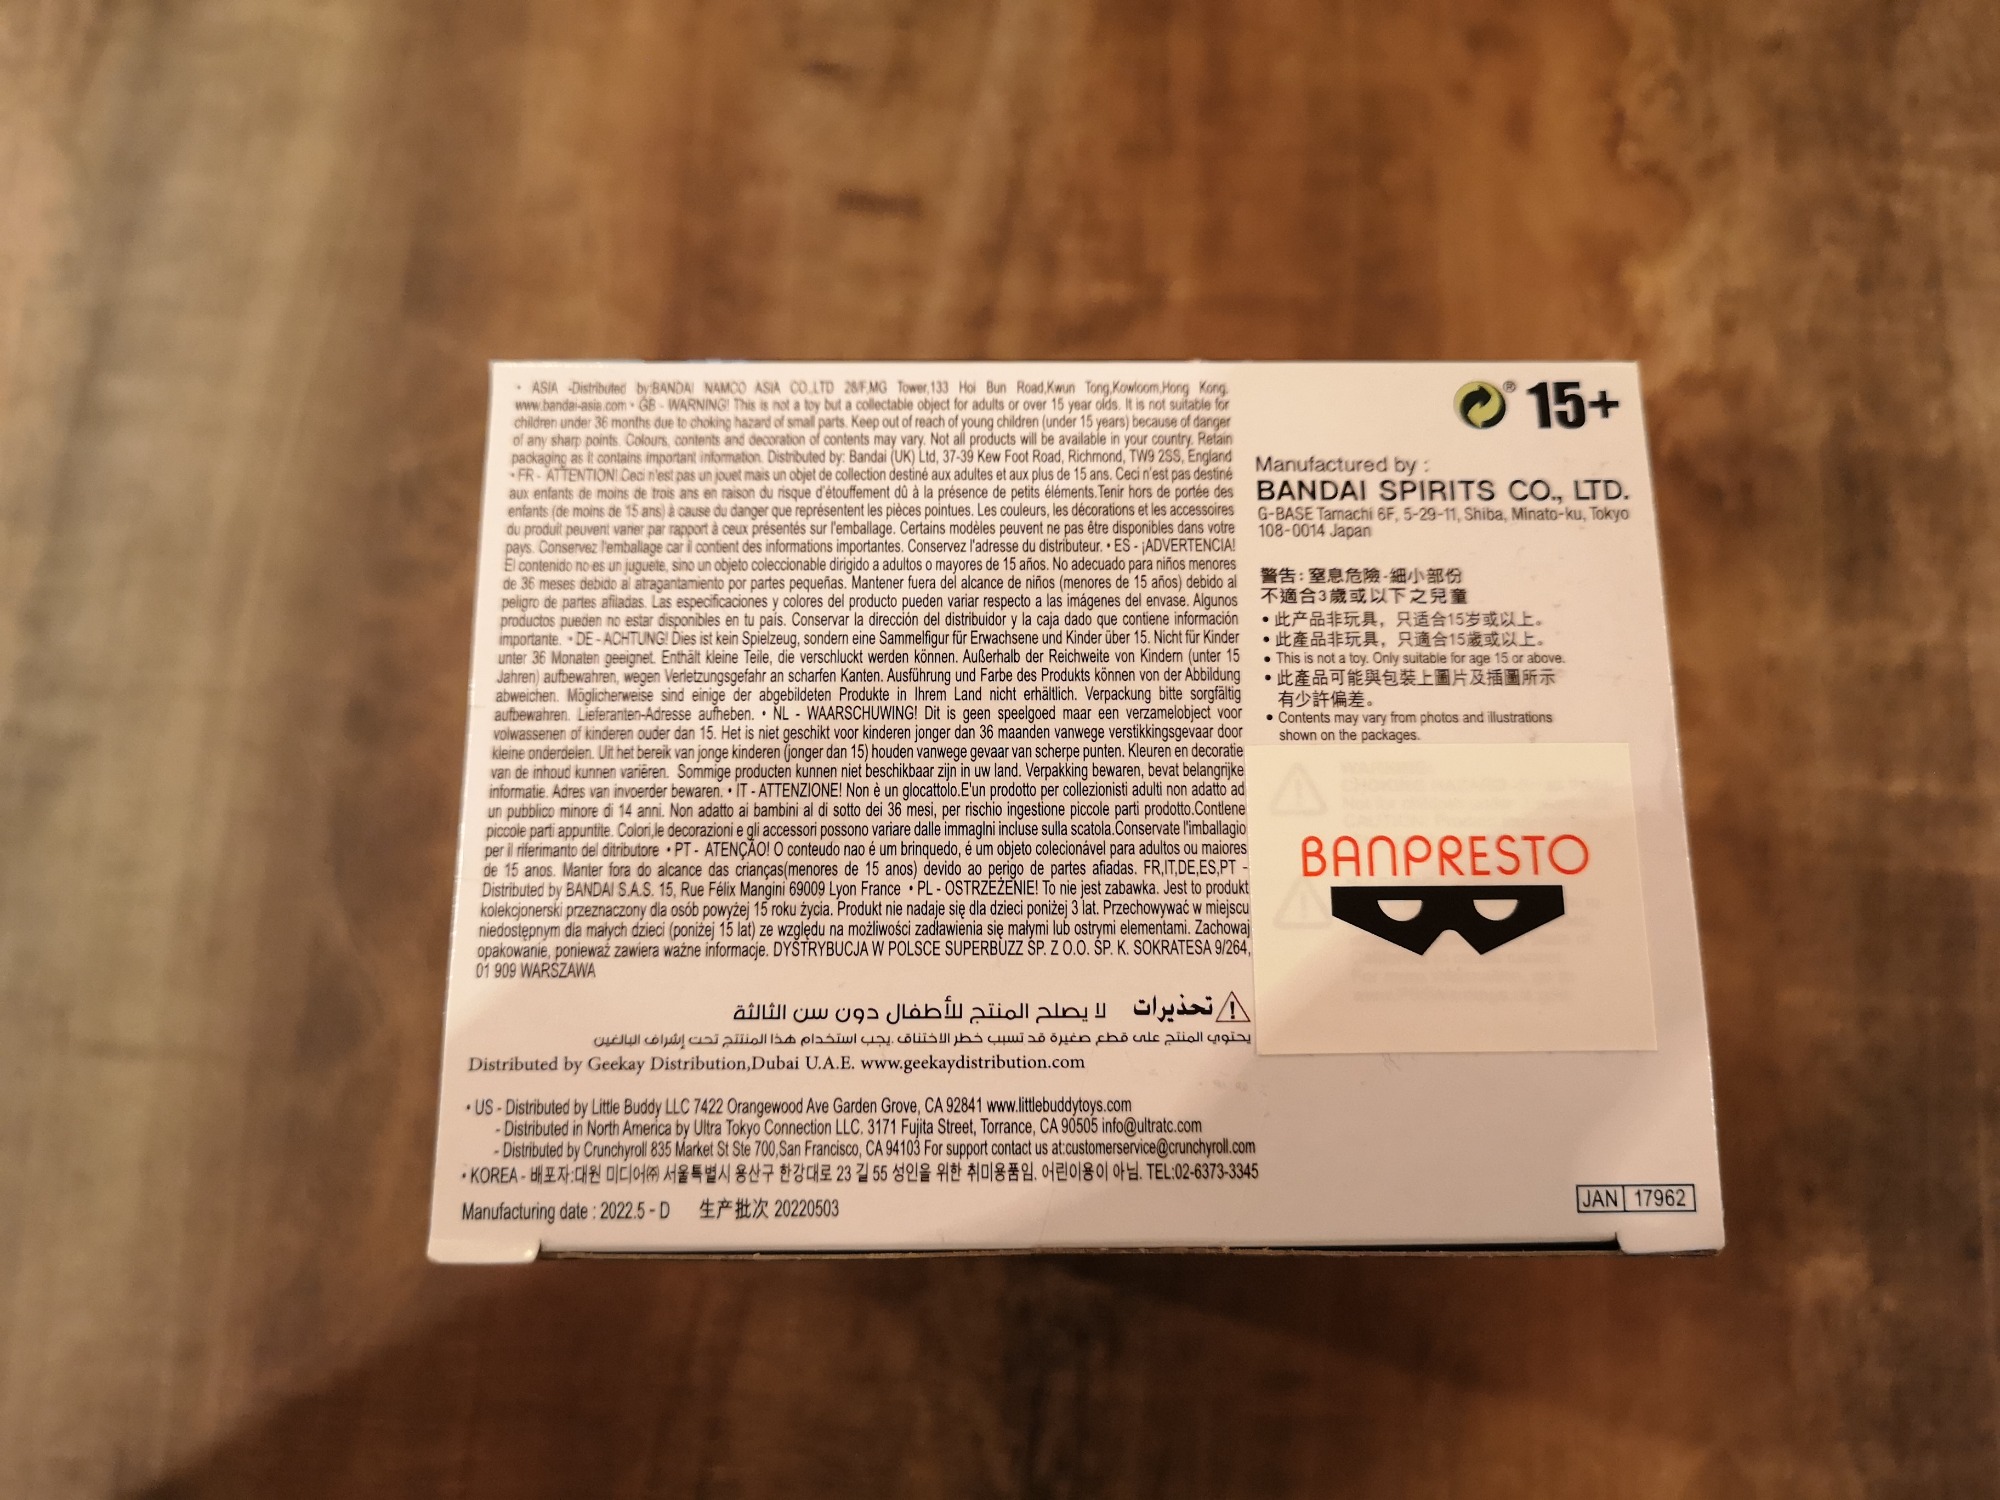 • ASIA -Distributed by:BANDAI NAMCO ASIA CO.,LTD 28/F,MG Tower,133 Hoi Bun Road,Kwun Tong,Kowloom,Hong Kong.
www.bandai-asia.com • GB - WARNING! This is not a toy but a collectable object for adults or over 15 year olds. It is not suitable for
children under 36 months due to choking hazard of small parts. Keep out of reach of young children (under 15 years) because of danger
of any sharp points. Colours, contents and decoration of contents may vary. Not all products will be available in your country. Retain
packaging as It contains important information. Distributed by: Bandai (UK) Ltd, 37-39 Kew Foot Road, Richmond, TW9 2SS, England
• FR - ATTENTION! Ceci n'est pas un jouet mais un objet de collection destiné aux adultes et aux plus de 15 ans. Ceci n'est pas destiné
aux enfants de moins de trois ans en raison du risque d'étouffement dû à la présence de petits éléments.Tenir hors de portée des
enfants (de moins de 15 ans) à cause du danger que représentent les pièces pointues. Les couleurs, les décorations et les accessoires
du produit peuvent varier par rapport à ceux présentés sur l'emballage. Certains modèles peuvent ne pas être disponibles dans votre
pays. Conservez l'emballage car il contient des informations importantes. Conservez l'adresse du distributeur. • ES - ¡ADVERTENCIA!
El contenido no es un juguete, sino un objeto coleccionable dirigido a adultos o mayores de 15 años. No adecuado para niños menores
de 36 meses debido al atragantamiento por partes pequeñas. Mantener fuera del alcance de niños (menores de 15 años) debido al
peligro de partes afiladas. Las especificaciones y colores del producto pueden variar respecto a las imágenes del envase. Algunos
productos pueden no estar disponibles en tu país. Conservar la dirección del distribuidor y la caja dado que contiene información
importante. • DE - ACHTUNG! Dies ist kein Spielzeug, sondern eine Sammelfigur für Erwachsene und Kinder über 15. Nicht für Kinder
unter 36 Monaten geeignet. Enthält kleine Teile, die verschluckt werden können. Außerhalb der Reichweite von Kindern (unter 15
Jahren) aufbewahren, wegen Verletzungsgefahr an scharfen Kanten. Ausführung und Farbe des Produkts können von der Abbildung
abweichen. Möglicherweise sind einige der abgebildeten Produkte in Ihrem Land nicht erhältlich. Verpackung bitte sorgfältig
aufbewahren. Lieferanten-Adresse aufheben. • NL - WAARSCHUWING! Dit is geen speelgoed maar een verzamelobject voor
volwassenen of kinderen ouder dan 15. Het is niet geschikt voor kinderen jonger dan 36 maanden vanwege verstikkingsgevaar door
kleine onderdelen. Uit het bereik van jonge kinderen (jonger dan 15) houden vanwege gevaar van scherpe punten. Kleuren en decoratie
van de inhoud kunnen variëren. Sommige producten kunnen niet beschikbaar zijn in uw land. Verpakking bewaren, bevat belangrijke
informatie. Adres van invoerder bewaren. • IT - ATTENZIONE! Non è un glocattolo.E'un prodotto per collezionisti adulti non adatto ad
un pubblico minore di 14 anni. Non adatto ai bambini al di sotto dei 36 mesi, per rischio ingestione piccole parti prodotto.Contlene
piccole parti appuntite. Colori,le decorazioni e gli accessori possono variare dalle immagIni incluse sulla scatola.Conservate l'imballagio
per il riferimanto del ditributore • PT - ATENÇÃO! O conteudo nao é um brinquedo, é um objeto colecionável para adultos ou maiores
de 15 anos. Manter fora do alcance das crianças(menores de 15 anos) devido ao perigo de partes afiadas. FR,IT,DE,ES,PT -
Distributed by BANDAI S.A.S. 15, Rue Félix Mangini 69009 Lyon France • PL - OSTRZEŻENIE! To nie jest zabawka. Jest to produkt
kolekcjonerski przeznaczony dla osób powyżej 15 roku życia. Produkt nie nadaje się dla dzieci poniżej 3 lat. Przechowywać w miejscu
niedostępnym dla małych dzieci (poniżej 15 lat) ze względu na możliwości zadławienia się małymi lub ostrymi elementami. Zachowaj
opakowanie, ponieważ zawiera ważne informacje. DYSTRYBUCJA W POLSCE SUPERBUZZ SP. Z O.O. SP. K. SOKRATESA 9/264,
01 909 WARSZAWA
تحذيرات لا يصلح المنتج للأطفال دون سن الثالثة
يحتوي المنتج على قطع صغيرة قد تسبب خطر الاختناق .يجب استخدام هذا المنتج تحت إشراف البالغين
Distributed by Geekay Distribution,Dubai U.A.E. www.geekaydistribution.com
• US - Distributed by Little Buddy LLC 7422 Orangewood Ave Garden Grove, CA 92841 www.littlebuddytoys.com
- Distributed in North America by Ultra Tokyo Connection LLC. 3171 Fujita Street, Torrance, CA 90505 info@ultratc.com
- Distributed by Crunchyroll 835 Market St Ste 700,San Francisco, CA 94103 For support contact us at:customerservice@crunchyroll.com
• KOREA - 배포자:대원 미디어㈜ 서울특별시 용산구 한강대로 23 길 55 성인을 위한 취미용품임. 어린이용이 아님. TEL:02-6373-3345
Manufacturing date : 2022.5 - D 生产批次 20220503
® 15+
Manufactured by :
BANDAI SPIRITS CO., LTD.
G-BASE Tamachi 6F, 5-29-11, Shiba, Minato-ku, Tokyo
108-0014 Japan
警告：窒息危險-細小部份
不適合3歲或以下之兒童
• 此产品非玩具，只适合15岁或以上。
• 此產品非玩具，只適合15歲或以上。
• This is not a toy. Only suitable for age 15 or above.
• 此產品可能與包裝上圖片及插圖所示
有少許偏差。
• Contents may vary from photos and illustrations
shown on the packages.
BANPRESTO
JAN 17962